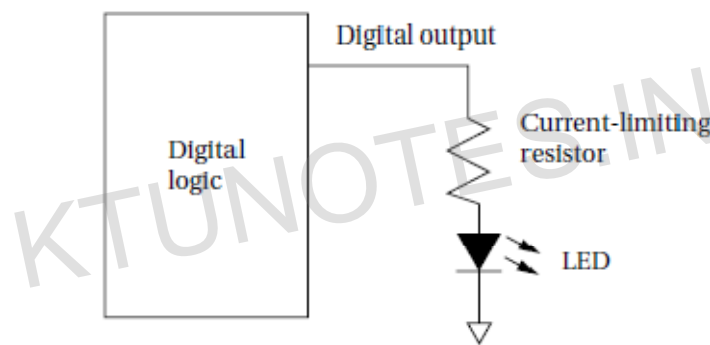 Digital output
Current-limiting
resistor
Digital
logic
LED
KTUNOTES.IN